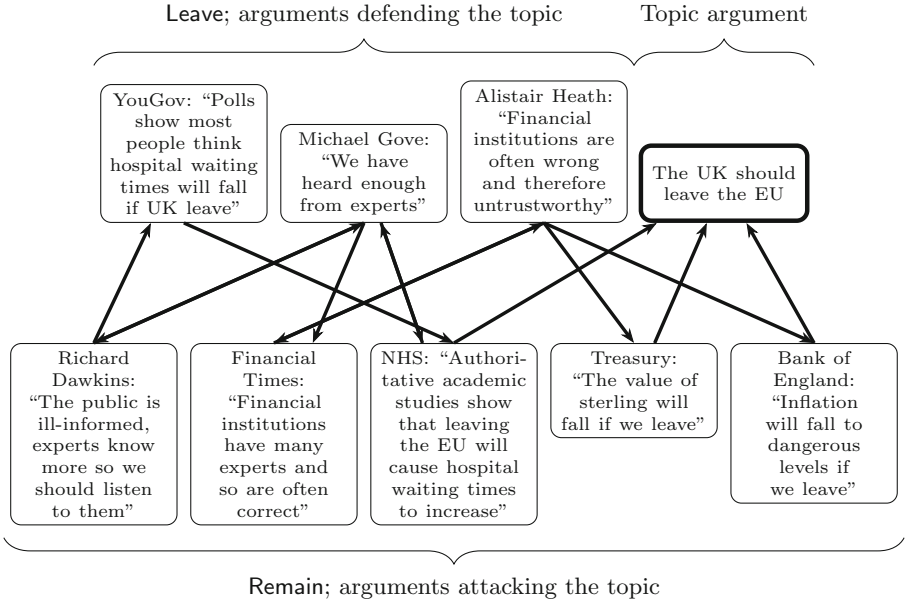 Leave; arguments defending the topic
Topic argument
YouGov: “Polls
show most
people think
hospital waiting
times will fall
if UK leave”
Michael Gove:
“We have
heard enough
from experts”
Alistair Heath:
“Financial
institutions are
often wrong
and therefore
untrustworthy”
The UK should
leave the EU
Richard
Dawkins:
“The public is
ill-informed,
experts know
more so we
should listen
to them”
Financial
Times:
“Financial
institutions
have many
experts and
so are often
correct”
NHS: “Authori-
tative academic
studies show
that leaving
the EU will
cause hospital
waiting times
to increase”
Treasury:
“The value of
sterling will
fall if we leave”
Bank of
England:
“Inflation
will fall to
dangerous
levels if
we leave”
Remain; arguments attacking the topic